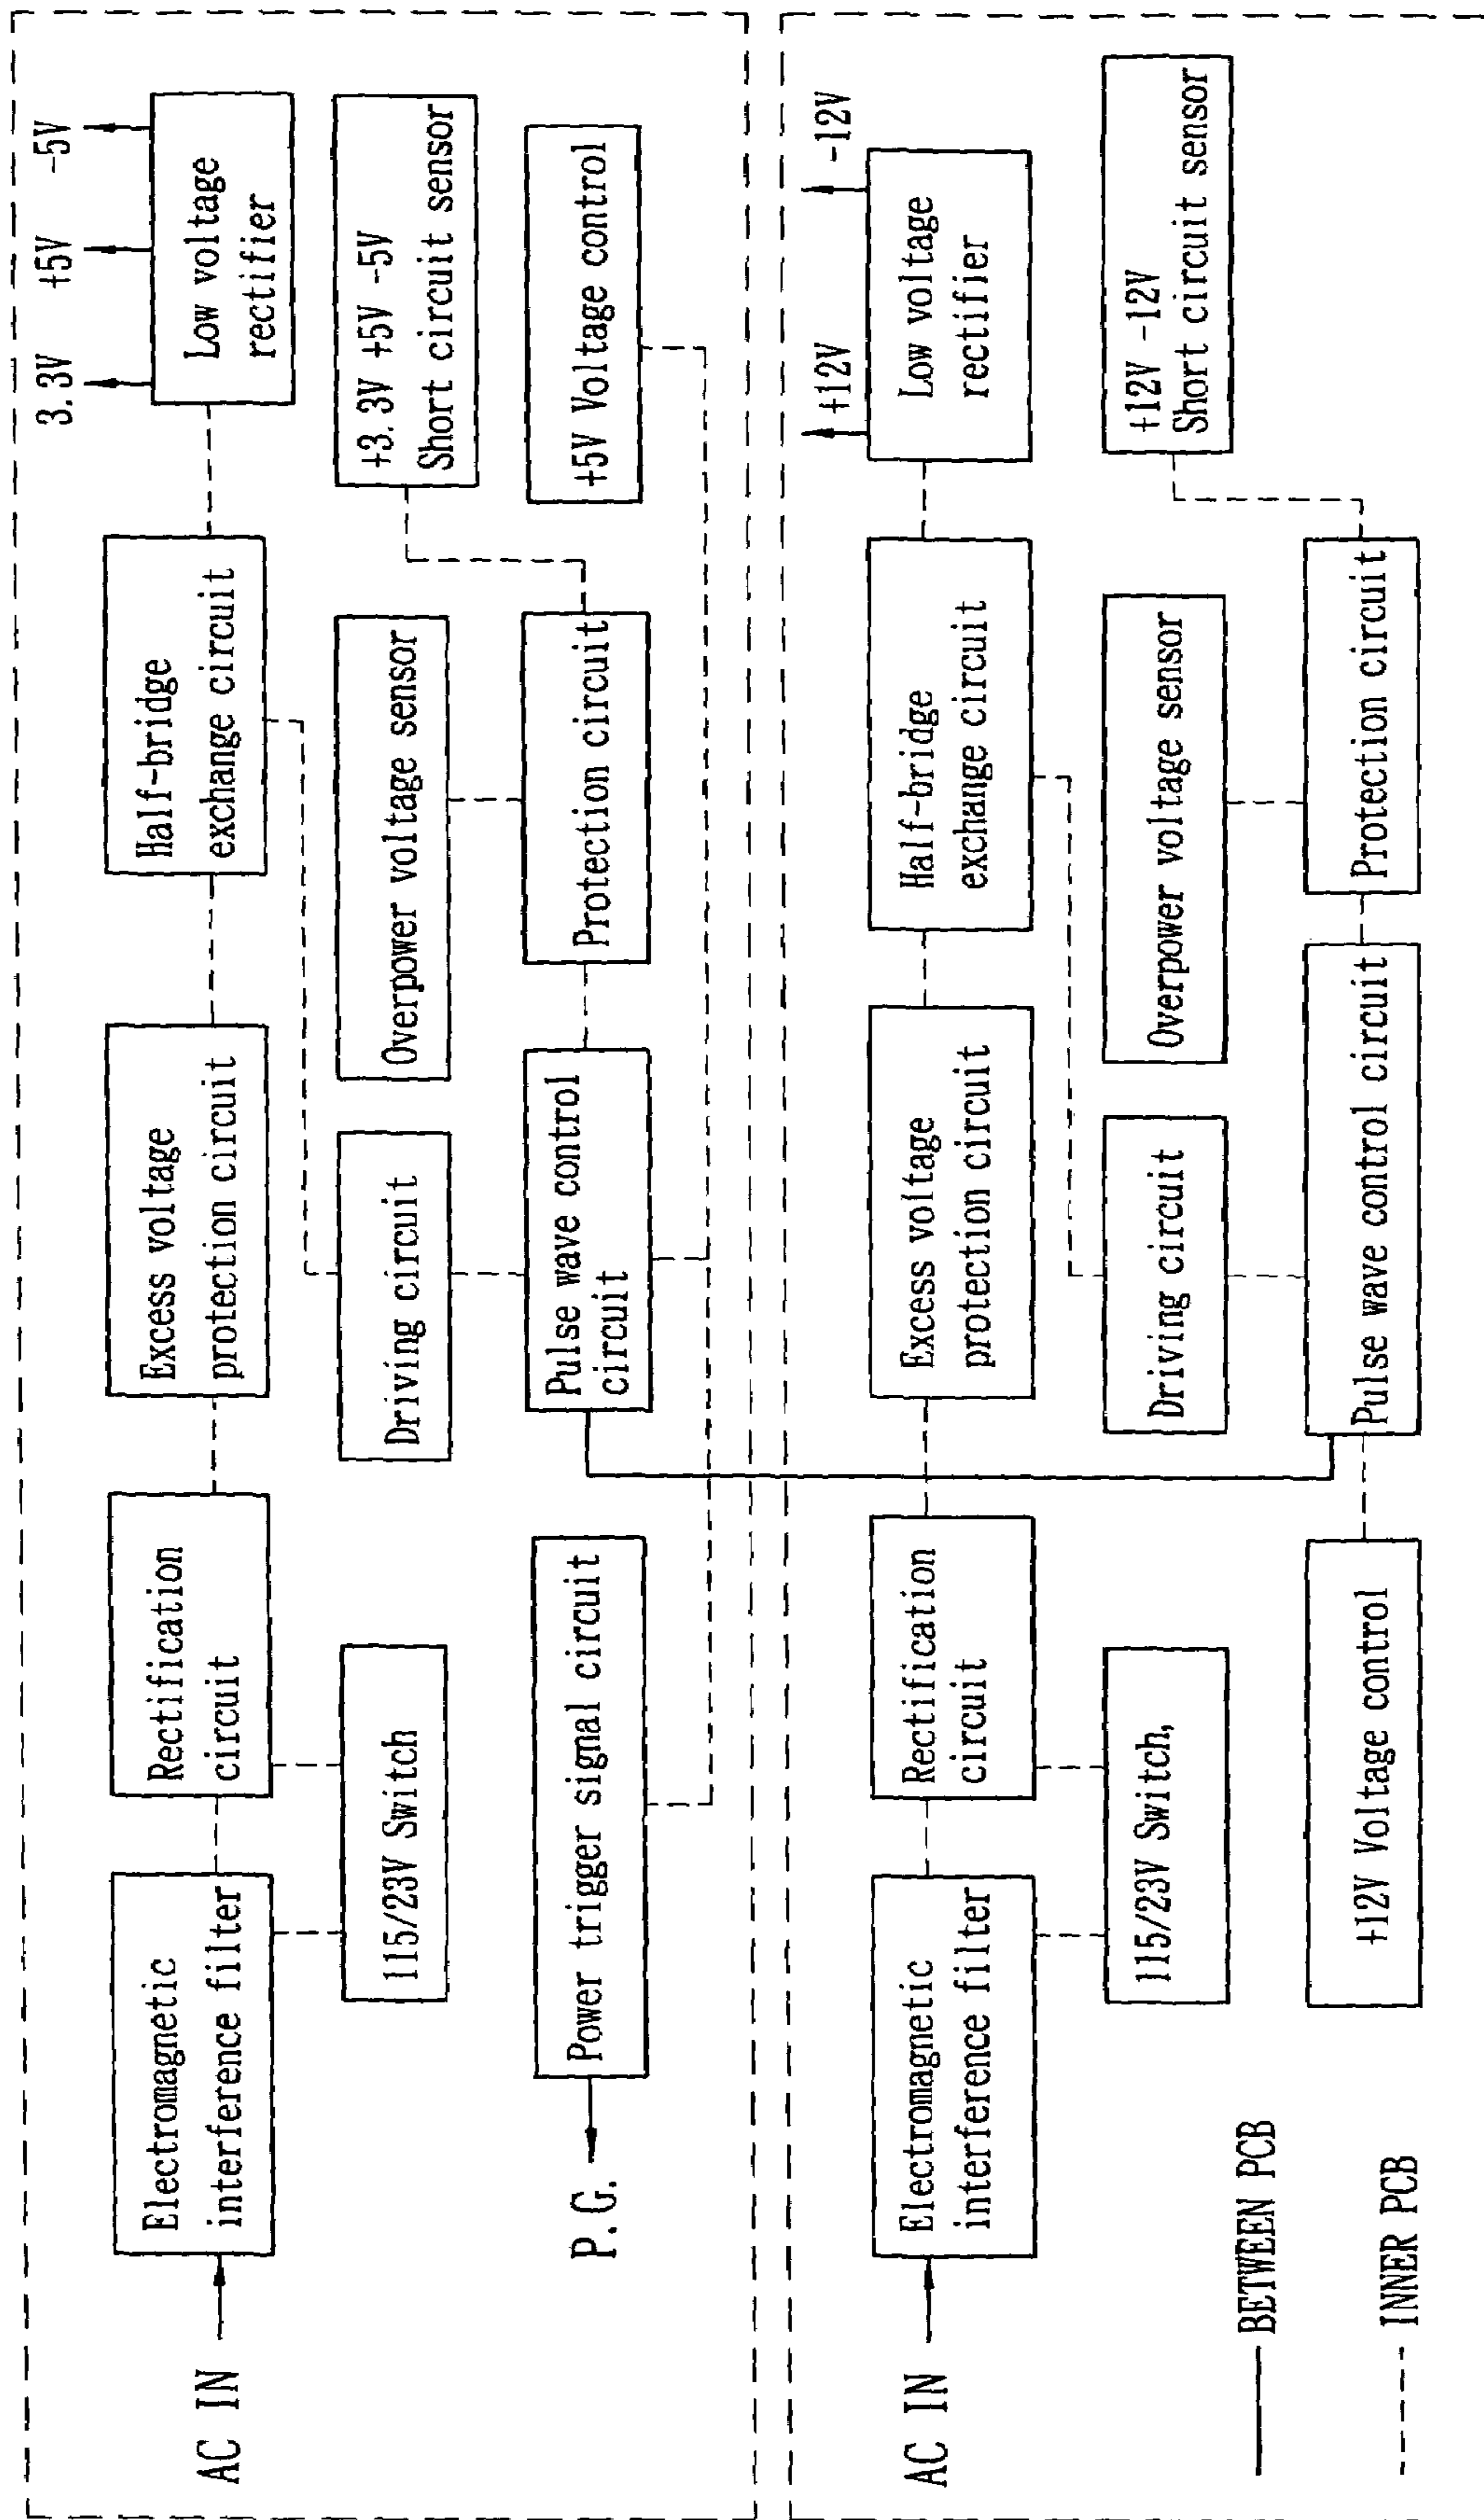 AC IN
Electromagnetic
interference filter
Rectification
circuit
Excess voltage
protection circuit
Half-bridge
exchange circuit
Low voltage
rectifier
3.3V
+5V
-5V
115/23V Switch
Driving circuit
Overpower voltage sensor
+3.3V +5V -5V
Short circuit sensor
P.G.
Power trigger signal circuit
Pulse wave control
circuit
Protection circuit
+5V Voltage control
AC IN
Electromagnetic
interference filter
Rectification
circuit
Excess voltage
protection circuit
Half-bridge
exchange circuit
Low voltage
rectifier
+12V
-12V
115/23V Switch,
Driving circuit
Overpower voltage sensor
+12V -12V
Short circuit sensor
+12V Voltage control
Pulse wave control circuit
Protection circuit
BETWEEN PCB
INNER PCB